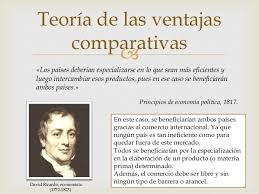 Teoría de las ventajas
comparativas
«Los países deberían especializarse en lo que sean más eficientes y
luego intercambiar esos productos, pues en ese caso se beneficiarán
ambos países.»
Principios de economía política, 1817.
En este caso, se beneficiarían ambos países
gracias al comercio internacional. Ya que
ningún país es tan ineficiente como para
quedar fuera de este mercado.
Todos se beneficiarían por la especialización
en la elaboración de un producto (o materia
prima) determinado.
Además, el comercio debe ser libre y sin
ningún tipo de barrera o arancel.
David Ricardo, economista
(1772-1823)